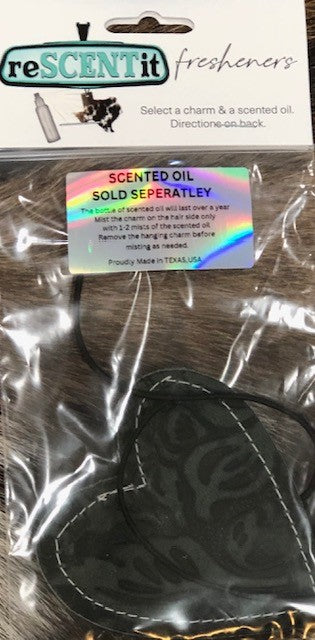 reSCENTit fresheners
Select a charm & a scented oil.
Directions on back.
SCENTED OIL
SOLD SEPERATLEY
The bottle of scented oil will last over a year
Mist the charm on the hair side only
with 1-2 mists of the scented oil.
Remove the hanging charm before
misting as needed.
Proudly Made in TEXAS,USA